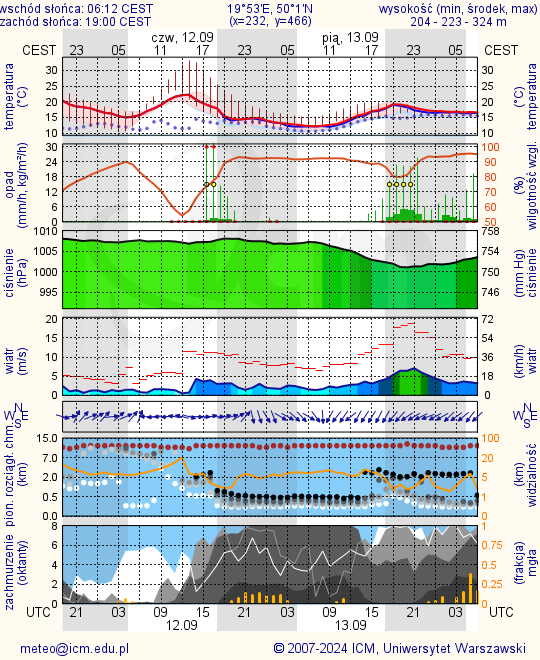 wschód słońca: 06:12 CEST 19°53'E, 50°1'N wysokość (min, środek, max)
zachód słońca: 19:00 CEST (x=232, y=466) 204 - 223 - 324 m
czw, 12.09 pią, 13.09
CEST 23 05 11 17 23 05 11 17 23 05 CEST
temperatura (°C)
30
25
20
15
10
30
25
20
15
10
temperatura (°C)
opad (mm/h, kg/m²/h)
30
24
18
12
6
0
100
90
80
70
60
50
(%) wilgotność wzgl.
ciśnienie (hPa)
1010
1005
1000
995
758
754
750
746
(mm Hg) ciśnienie
wiatr (m/s)
20
15
10
5
0
72
54
36
18
0
(km/h) wiatr
N
W E
S
N
W E
S
pion. rozciągł. chm. (km)
15.0
7.0
2.0
0.5
0.0
100
20
5
1
0
(km) widzialność
zachmurzenie (oktanty)
8
6
4
2
0
1
0.75
0.5
0.25
0
(frakcja) mgła
UTC 21 03 09 15 21 03 09 15 21 03 UTC
12.09 13.09
meteo@icm.edu.pl © 2007-2024 ICM, Uniwersytet Warszawski